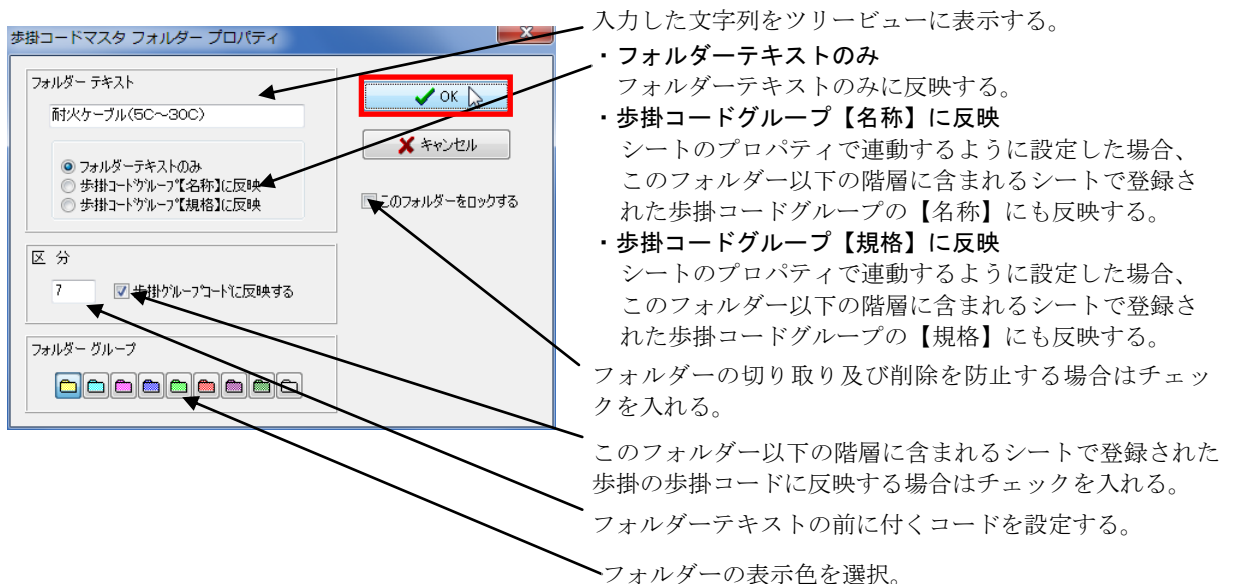 歩掛コードマスタ フォルダー プロパティ
フォルダー テキスト
耐火ケーブル(5C～30C)
フォルダーテキストのみ
歩掛コードグループ【名称】に反映
歩掛コードグループ【規格】に反映
区 分
7
歩掛グループコードに反映する
フォルダー グループ
OK
キャンセル
このフォルダーをロックする
入力した文字列をツリービューに表示する。
・フォルダーテキストのみ
フォルダーテキストのみに反映する。
・歩掛コードグループ【名称】に反映
シートのプロパティで連動するように設定した場合、
このフォルダー以下の階層に含まれるシートで登録さ
れた歩掛コードグループの【名称】にも反映する。
・歩掛コードグループ【規格】に反映
シートのプロパティで連動するように設定した場合、
このフォルダー以下の階層に含まれるシートで登録さ
れた歩掛コードグループの【規格】にも反映する。
フォルダーの切り取り及び削除を防止する場合はチェッ
クを入れる。
このフォルダー以下の階層に含まれるシートで登録された
歩掛の歩掛コードに反映する場合はチェックを入れる。
フォルダーテキストの前に付くコードを設定する。
フォルダーの表示色を選択。